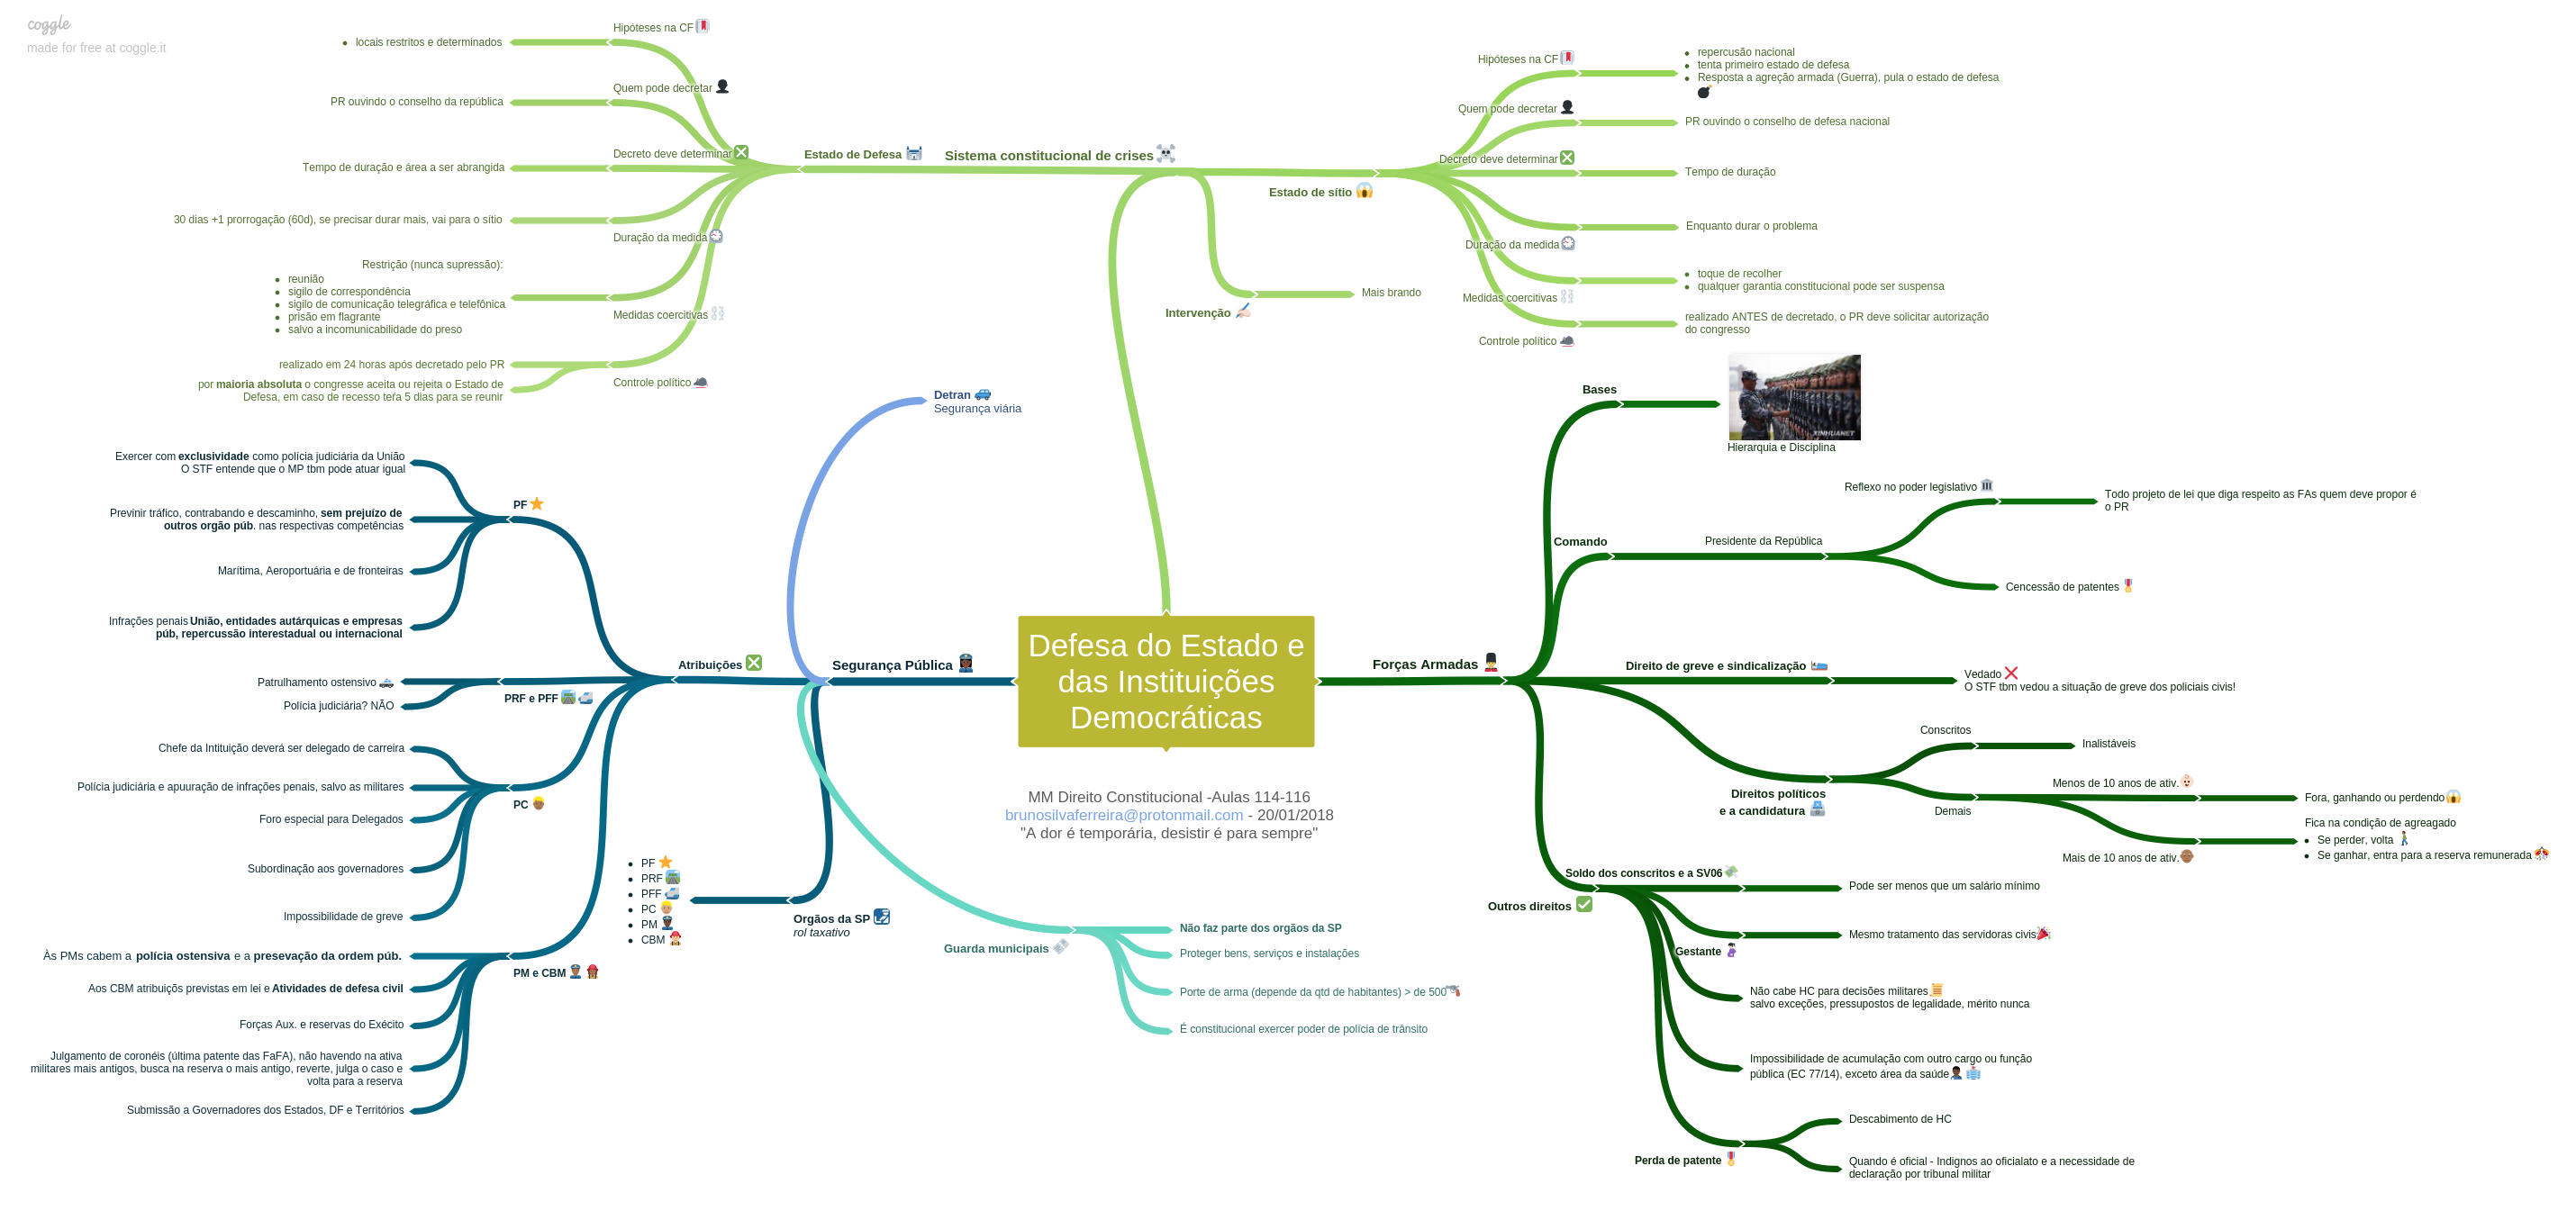 coggle
made for free at coggle.it
Sistema constitucional de crises
Estado de Defesa
Hipóteses na CF
locais restritos e determinados
Quem pode decretar
PR ouvindo o conselho da república
Decreto deve determinar
Tempo de duração e área a ser abrangida
Duração da medida
30 dias +1 prorrogação (60d), se precisar durar mais, vai para o sítio
Medidas coercitivas
Restrição (nunca supressão):
reunião
sigilo de correspondência
sigilo de comunicação telegráfica e telefônica
prisão em flagrante
salvo a incomunicabilidade do preso
Controle político
realizado em 24 horas após decretado pelo PR
por maioria absoluta o congresse aceita ou rejeita o Estado de
Defesa, em caso de recesso teŕa 5 dias para se reunir
Estado de sítio
Hipóteses na CF
repercusão nacional
tenta primeiro estado de defesa
Resposta a agreção armada (Guerra), pula o estado de defesa
Quem pode decretar
PR ouvindo o conselho de defesa nacional
Decreto deve determinar
Tempo de duração
Enquanto durar o problema
Duração da medida
toque de recolher
qualquer garantia constitucional pode ser suspensa
Medidas coercitivas
realizado ANTES de decretado, o PR deve solicitar autorização
do congresso
Controle político
Intervenção
Mais brando
Detran
Segurança viária
Segurança Pública
Atribuições
PF
Exercer com exclusividade como polícia judiciária da União
O STF entende que o MP tbm pode atuar igual
Previnir tráfico, contrabando e descaminho, sem prejuízo de
outros orgão púb. nas respectivas competências
Marítima, Aeroportuária e de fronteiras
Infrações penais União, entidades autárquicas e empresas
púb, repercussão interestadual ou internacional
PRF e PFF
Patrulhamento ostensivo
Polícia judiciária? NÃO
PC
Chefe da Intituição deverá ser delegado de carreira
Polícia judiciária e apuuração de infrações penais, salvo as militares
Foro especial para Delegados
Subordinação aos governadores
Impossibilidade de greve
PM e CBM
Às PMs cabem a polícia ostensiva e a presevação da ordem púb.
Aos CBM atribuiçõs previstas em lei e Atividades de defesa civil
Forças Aux. e reservas do Exécito
Julgamento de coronéis (última patente das FaFA), não havendo na ativa
militares mais antigos, busca na reserva o mais antigo, reverte, julga o caso e
volta para a reserva
Submissão a Governadores dos Estados, DF e Territórios
Orgãos da SP
rol taxativo
PF
PRF
PFF
PC
PM
CBM
Guarda municipais
Não faz parte dos orgãos da SP
Proteger bens, serviços e instalações
Porte de arma (depende da qtd de habitantes) > de 500
É constitucional exercer poder de polícia de trânsito
Defesa do Estado e
das Instituições
Democráticas
MM Direito Constitucional -Aulas 114-116
brunosilvaferreira@protonmail.com - 20/01/2018
"A dor é temporária, desistir é para sempre"
Forças Armadas
Bases
XINHUANET
Hierarquia e Disciplina
Comando
Presidente da República
Reflexo no poder legislativo
Todo projeto de lei que diga respeito as FAs quem deve propor é
o PR
Cencessão de patentes
Direito de greve e sindicalização
Vedado
O STF tbm vedou a situação de greve dos policiais civis!
Direitos políticos
e a candidatura
Conscritos
Inalistáveis
Demais
Menos de 10 anos de ativ.
Fora, ganhando ou perdendo
Mais de 10 anos de ativ.
Fica na condição de agreagado
Se perder, volta
Se ganhar, entra para a reserva remunerada
Outros direitos
Soldo dos conscritos e a SV06
Pode ser menos que um salário mínimo
Gestante
Mesmo tratamento das servidoras civis
Não cabe HC para decisões militares
salvo exceções, pressupostos de legalidade, mérito nunca
Impossibilidade de acumulação com outro cargo ou função
pública (EC 77/14), exceto área da saúde
Perda de patente
Descabimento de HC
Quando é oficial - Indignos ao oficialato e a necessidade de
declaração por tribunal militar